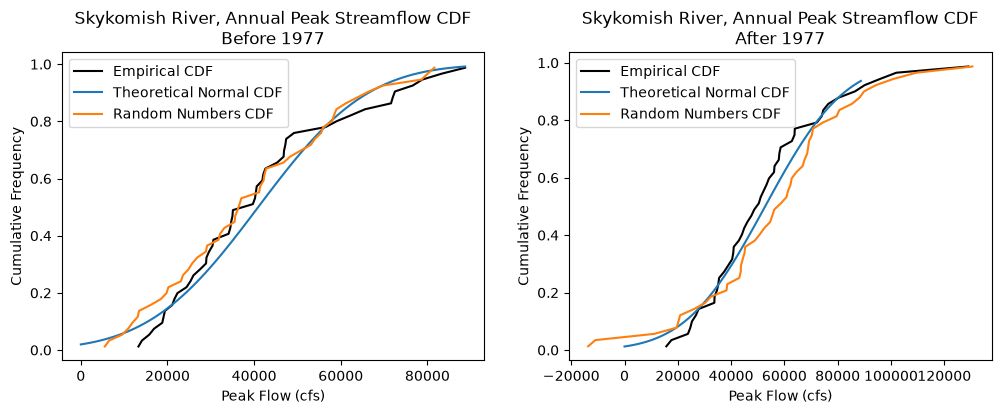 Skykomish River, Annual Peak Streamflow CDF
Before 1977
Cumulative Frequency
1.0
0.8
0.6
0.4
0.2
0.0
Empirical CDF
Theoretical Normal CDF
Random Numbers CDF
0 20000 40000 60000 80000
Peak Flow (cfs)
Skykomish River, Annual Peak Streamflow CDF
After 1977
Cumulative Frequency
1.0
0.8
0.6
0.4
0.2
0.0
Empirical CDF
Theoretical Normal CDF
Random Numbers CDF
−20000 0 20000 40000 60000 80000 100000 120000
Peak Flow (cfs)